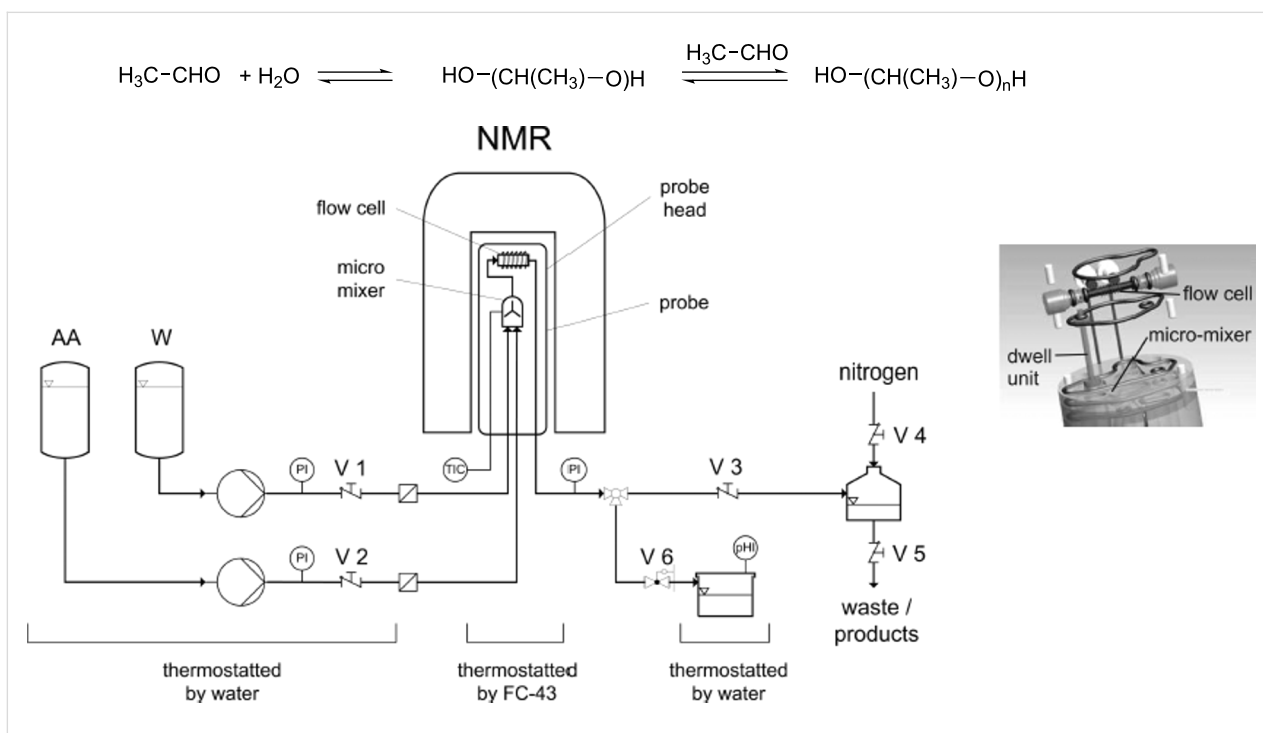 H₃C–CHO + H₂O ⇌ HO–(CH(CH₃)–O)H ⇌ HO–(CH(CH₃)–O)ₙH
H₃C–CHO
NMR
flow cell
probe
head
micro
mixer
probe
AA
W
flow cell
micro-mixer
dwell
unit
nitrogen
V 4
PI
V 1
TIC
PI
V 3
PI
V 2
V 6
pHI
V 5
waste /
products
thermostatted
by water
thermostatted
by FC-43
thermostatted
by water